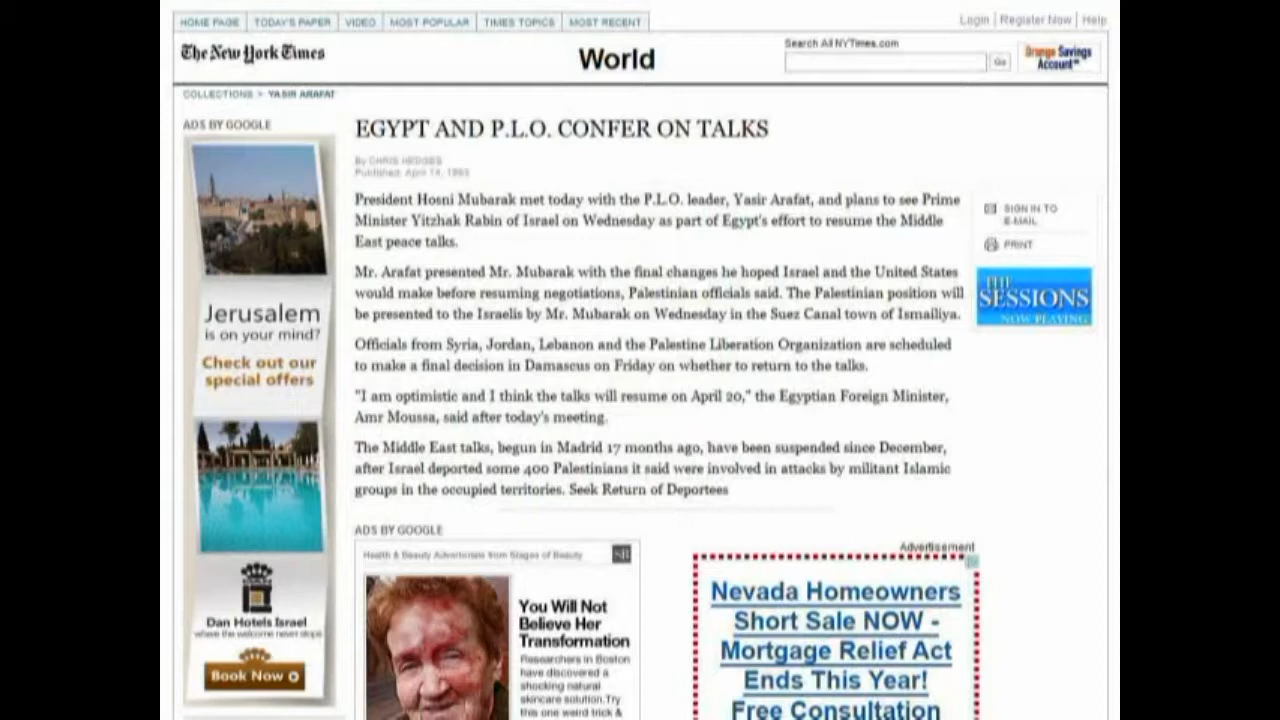 HOME PAGE TODAY'S PAPER VIDEO MOST POPULAR TIMES TOPICS MOST RECENT
Login Register Now Help
The New York Times
World
Search All NYTimes.com
Go
Orange Savings
Account
COLLECTIONS > YASIR ARAFAT
ADS BY GOOGLE
Jerusalem
is on your mind?
Check out our
special offers
Dan Hotels Israel
where the welcome never stops
Book Now
EGYPT AND P.L.O. CONFER ON TALKS
By CHRIS HEDGES
Published: April 14,
President Hosni Mubarak met today with the P.L.O. leader, Yasir Arafat, and plans to see Prime
Minister Yitzhak Rabin of Israel on Wednesday as part of Egypt's effort to resume the Middle
East peace talks.
Mr. Arafat presented Mr. Mubarak with the final changes he hoped Israel and the United States
would make before resuming negotiations, Palestinian officials said. The Palestinian position will
be presented to the Israelis by Mr. Mubarak on Wednesday in the Suez Canal town of Ismailiya.
Officials from Syria, Jordan, Lebanon and the Palestine Liberation Organization are scheduled
to make a final decision in Damascus on Friday on whether to return to the talks.
"I am optimistic and I think the talks will resume on April 20," the Egyptian Foreign Minister,
Amr Moussa, said after today's meeting.
The Middle East talks, begun in Madrid 17 months ago, have been suspended since December,
after Israel deported some 400 Palestinians it said were involved in attacks by militant Islamic
groups in the occupied territories. Seek Return of Deportees
SIGN IN TO
E-MAIL
PRINT
THE
SESSIONS
NOW PLAYING
ADS BY GOOGLE
Health & Beauty Advertorials from Stages of Beauty
SB
You Will Not
Believe Her
Transformation
Researchers in Boston
have discovered a
shocking natural
skincare solution.Try
this one weird trick &
Advertisement
Nevada Homeowners
Short Sale NOW -
Mortgage Relief Act
Ends This Year!
Free Consultation